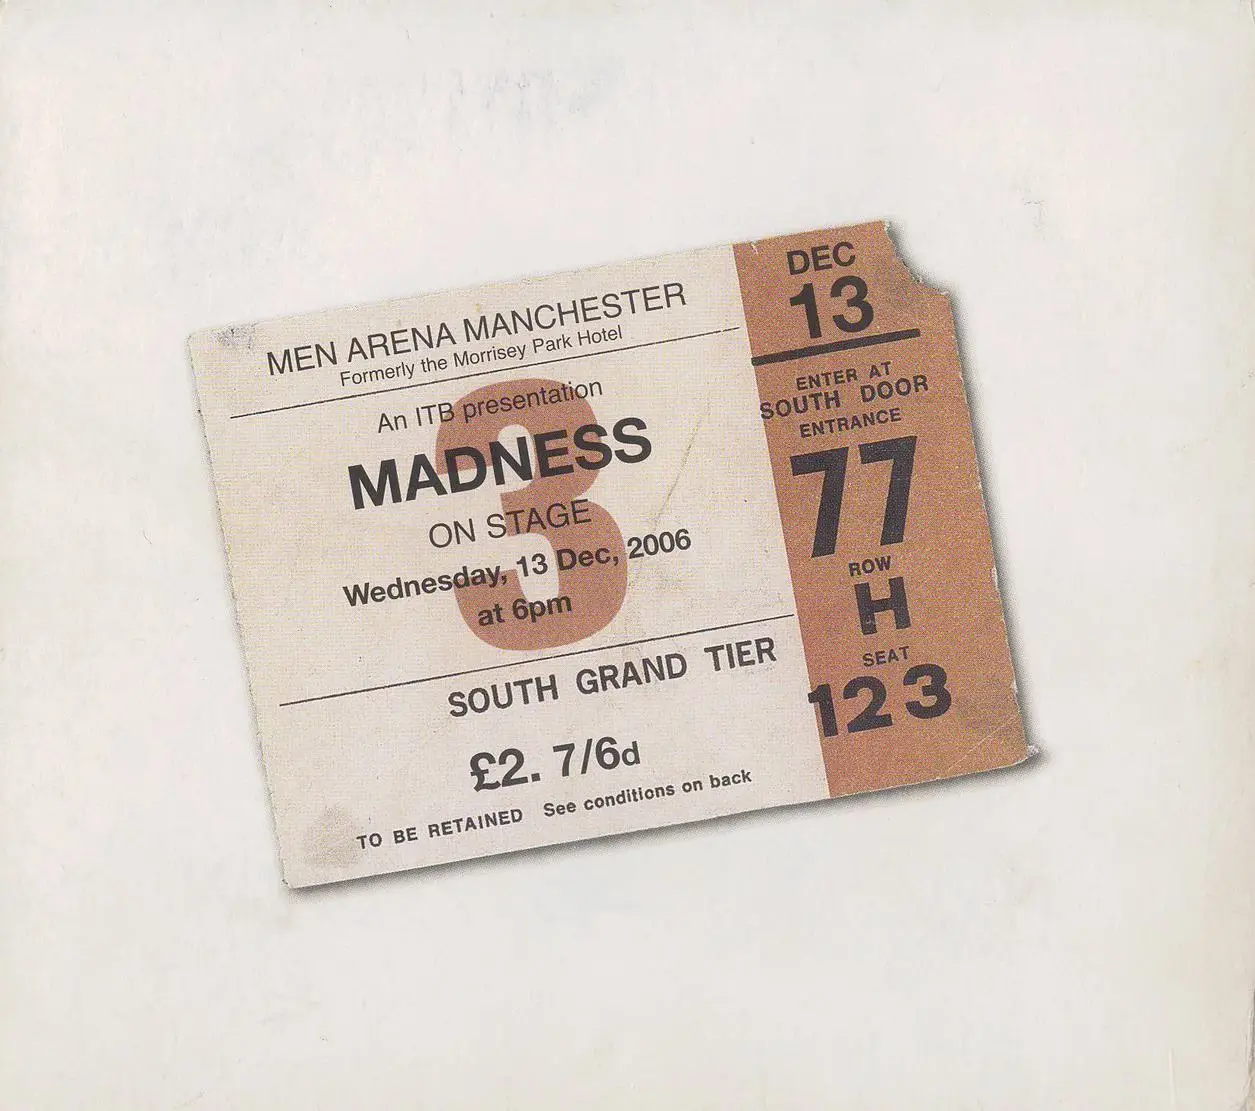 MEN ARENA MANCHESTER
Formerly the Morrisey Park Hotel
An ITB presentation
3
MADNESS
ON STAGE
Wednesday, 13 Dec, 2006
at 6pm
SOUTH GRAND TIER
£2. 7/6d
TO BE RETAINED See conditions on back
DEC
13
ENTER AT
SOUTH DOOR
ENTRANCE
77
ROW
H
SEAT
123